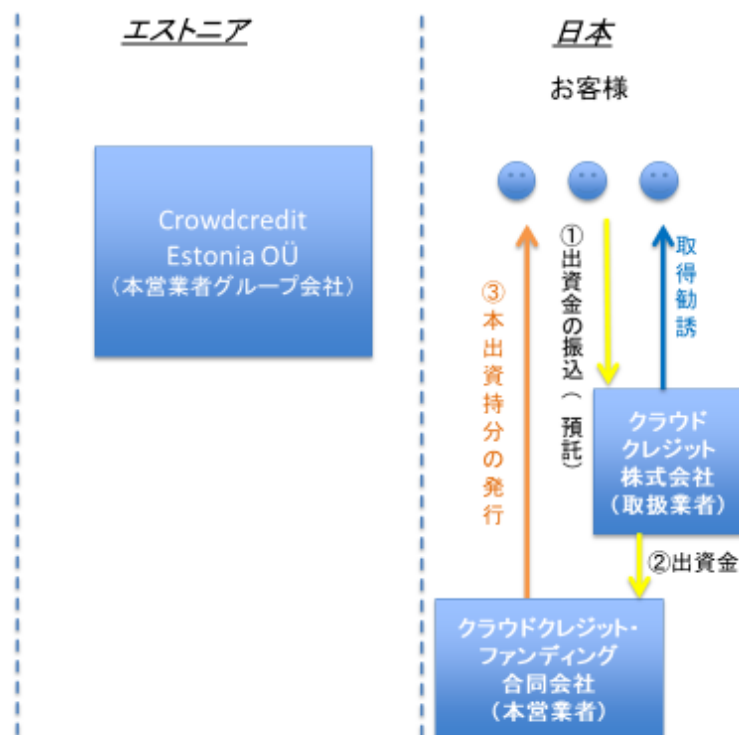 エストニア
日本
お客様
Crowdcredit
Estonia OÜ
（本営業者グループ会社）
①出資金の振込（預託）
取得勧誘
③本出資持分の発行
クラウド
クレジット
株式会社
（取扱業者）
②出資金
クラウドクレジット・
ファンディング
合同会社
（本営業者）